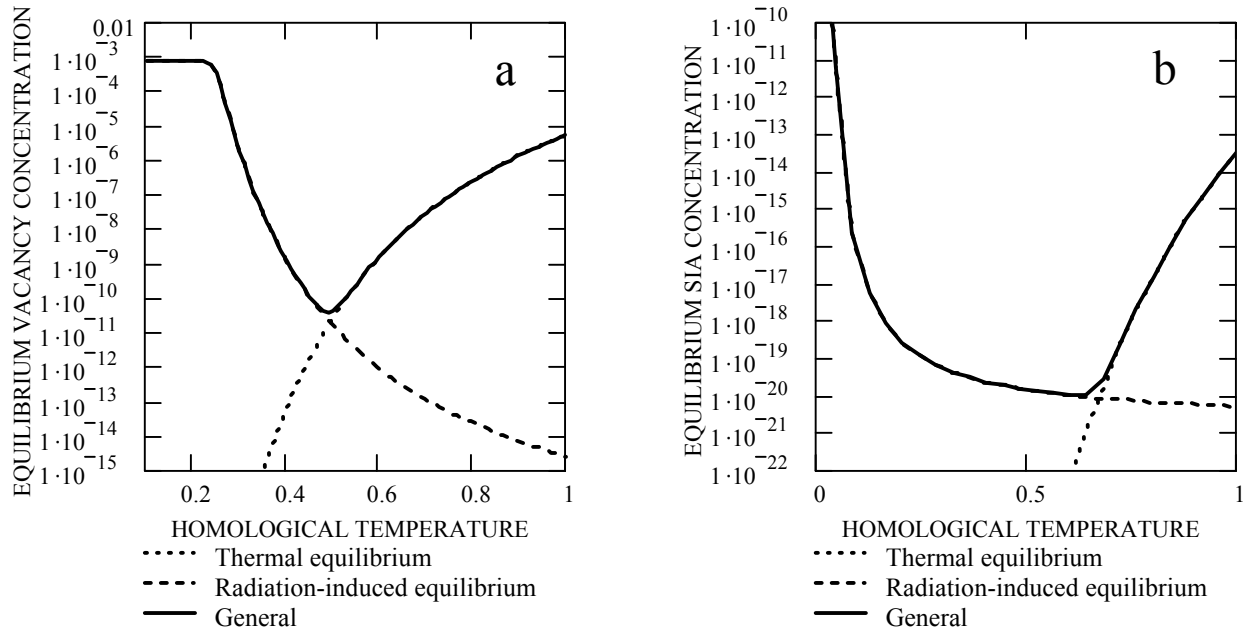 EQUILIBRIUM VACANCY CONCENTRATION
0.01
1·10⁻³
1·10⁻⁴
1·10⁻⁵
1·10⁻⁶
1·10⁻⁷
1·10⁻⁸
1·10⁻⁹
1·10⁻¹⁰
1·10⁻¹¹
1·10⁻¹²
1·10⁻¹³
1·10⁻¹⁴
1·10⁻¹⁵
a
0.2 0.4 0.6 0.8 1
HOMOLOGICAL TEMPERATURE
Thermal equilibrium
Radiation-induced equilibrium
General
EQUILIBRIUM SIA CONCENTRATION
1·10⁻¹⁰
1·10⁻¹¹
1·10⁻¹²
1·10⁻¹³
1·10⁻¹⁴
1·10⁻¹⁵
1·10⁻¹⁶
1·10⁻¹⁷
1·10⁻¹⁸
1·10⁻¹⁹
1·10⁻²⁰
1·10⁻²¹
1·10⁻²²
b
0 0.5 1
HOMOLOGICAL TEMPERATURE
Thermal equilibrium
Radiation-induced equilibrium
General